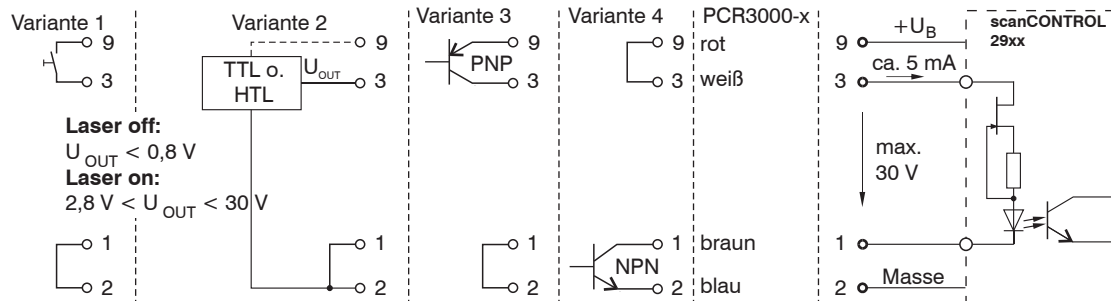 Variante 1
Variante 2
Variante 3
Variante 4
PCR3000-x
scanCONTROL
29xx
9
9
9
9
rot
9
+UB
TTL o.
HTL
UOUT
PNP
ca. 5 mA
3
3
3
3
weiß
3
Laser off:
UOUT < 0,8 V
Laser on:
2,8 V < UOUT < 30 V
max.
30 V
1
1
1
1
braun
1
NPN
2
2
2
2
blau
2
Masse